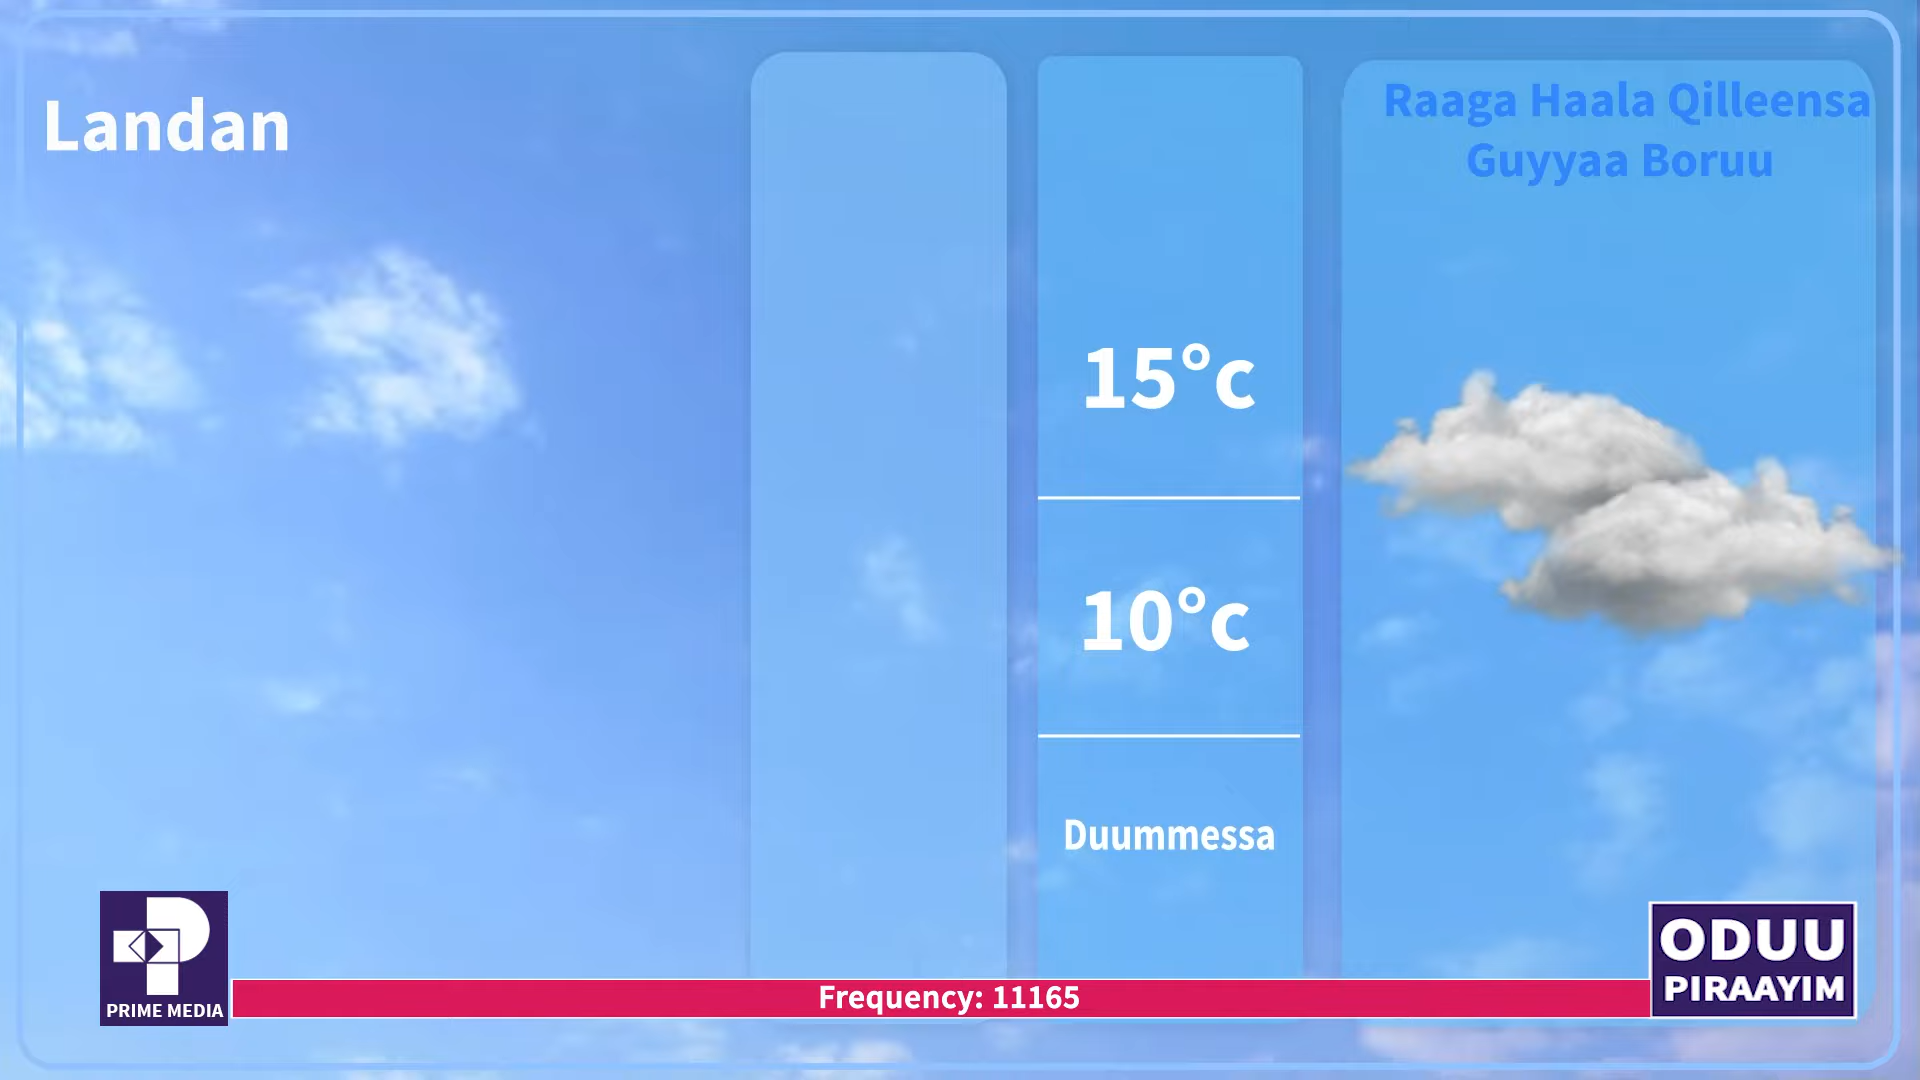 Landan
Raaga Haala Qilleensa
Guyyaa Boruu
15°c
10°c
Duummessa
PRIME MEDIA
Frequency: 11165
ODUU
PIRAAYIM